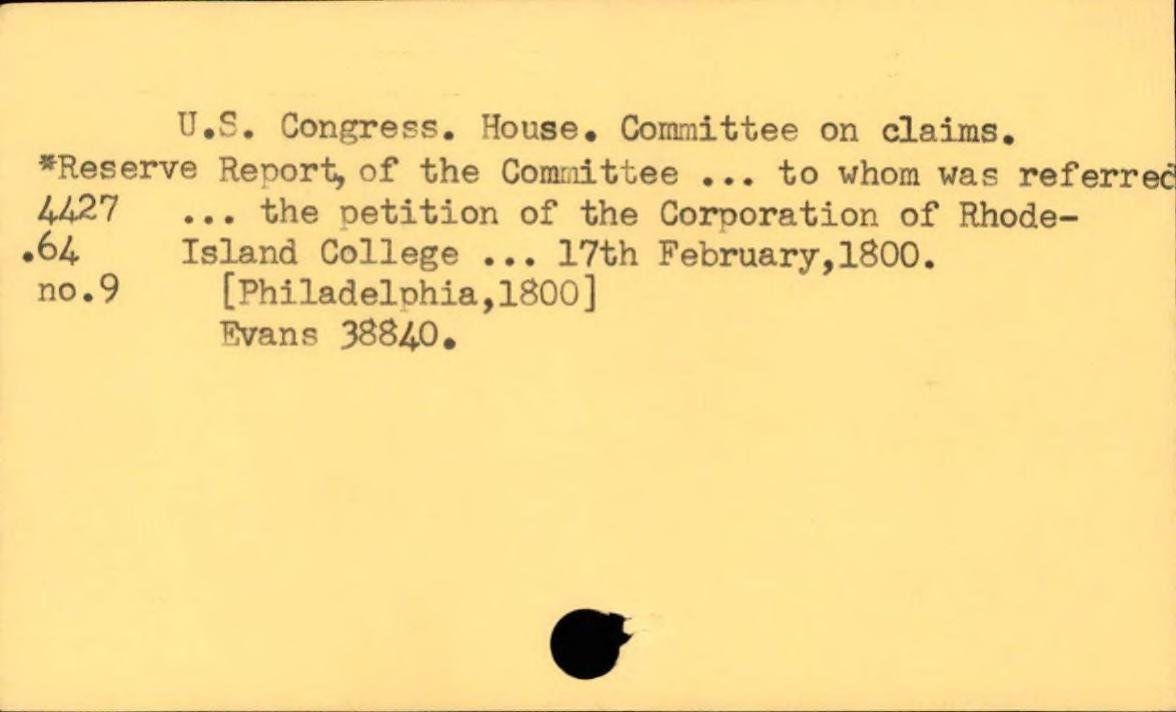 U.S. Congress. House. Committee on claims.
*Reserve Report, of the Committee ... to whom was referred
4427 ... the petition of the Corporation of Rhode-
.64 Island College ... 17th February,1800.
no.9 [Philadelphia,1800]
Evans 38840.